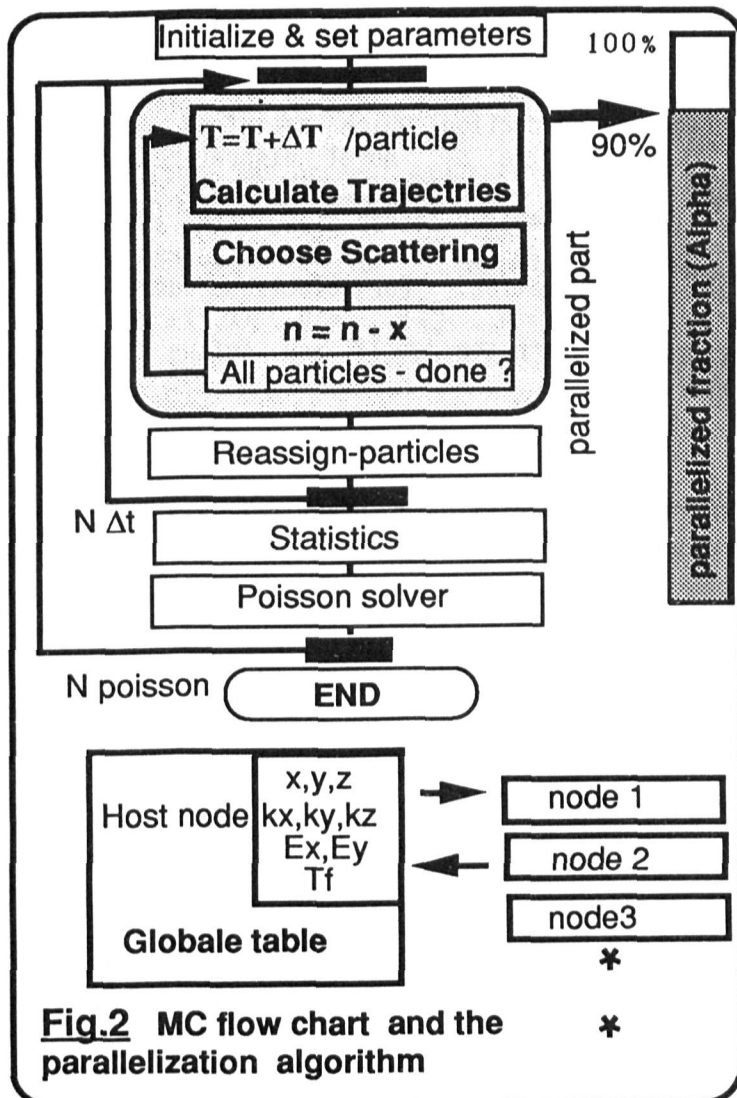 Initialize & set parameters
100%
T=T+ΔT /particle
90%
Calculate Trajectries
Choose Scattering
n = n - x
All particles - done ?
parallelized part
parallelized fraction (Alpha)
Reassign-particles
N Δt
Statistics
Poisson solver
N poisson
END
x,y,z
Host node
kx,ky,kz
Ex,Ey
Tf
Globale table
node 1
node 2
node3
*
*
Fig.2 MC flow chart and the
parallelization algorithm